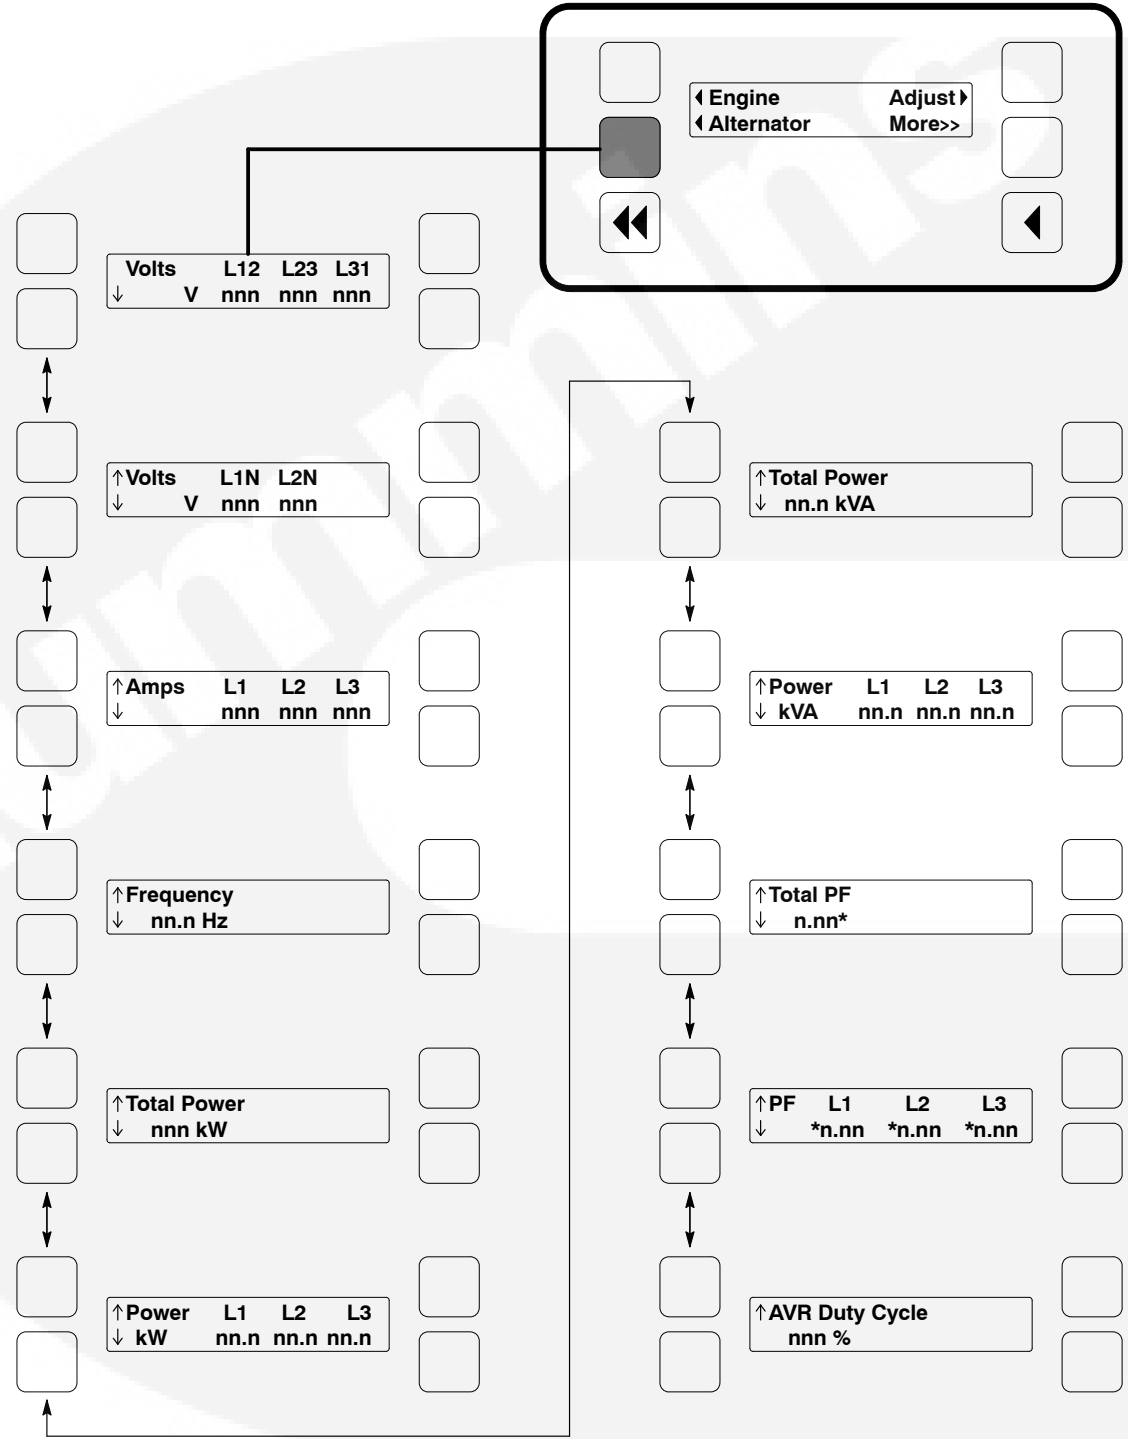 Engine Adjust
Alternator More>>
Volts L12 L23 L31
↓ V nnn nnn nnn
↑Volts L1N L2N
↓ V nnn nnn
↑Amps L1 L2 L3
↓ nnn nnn nnn
↑Frequency
↓ nn.n Hz
↑Total Power
↓ nnn kW
↑Power L1 L2 L3
↓ kW nn.n nn.n nn.n
↑Total Power
↓ nn.n kVA
↑Power L1 L2 L3
↓ kVA nn.n nn.n nn.n
↑Total PF
↓ n.nn*
↑PF L1 L2 L3
↓ *n.nn *n.nn *n.nn
↑AVR Duty Cycle
nnn %